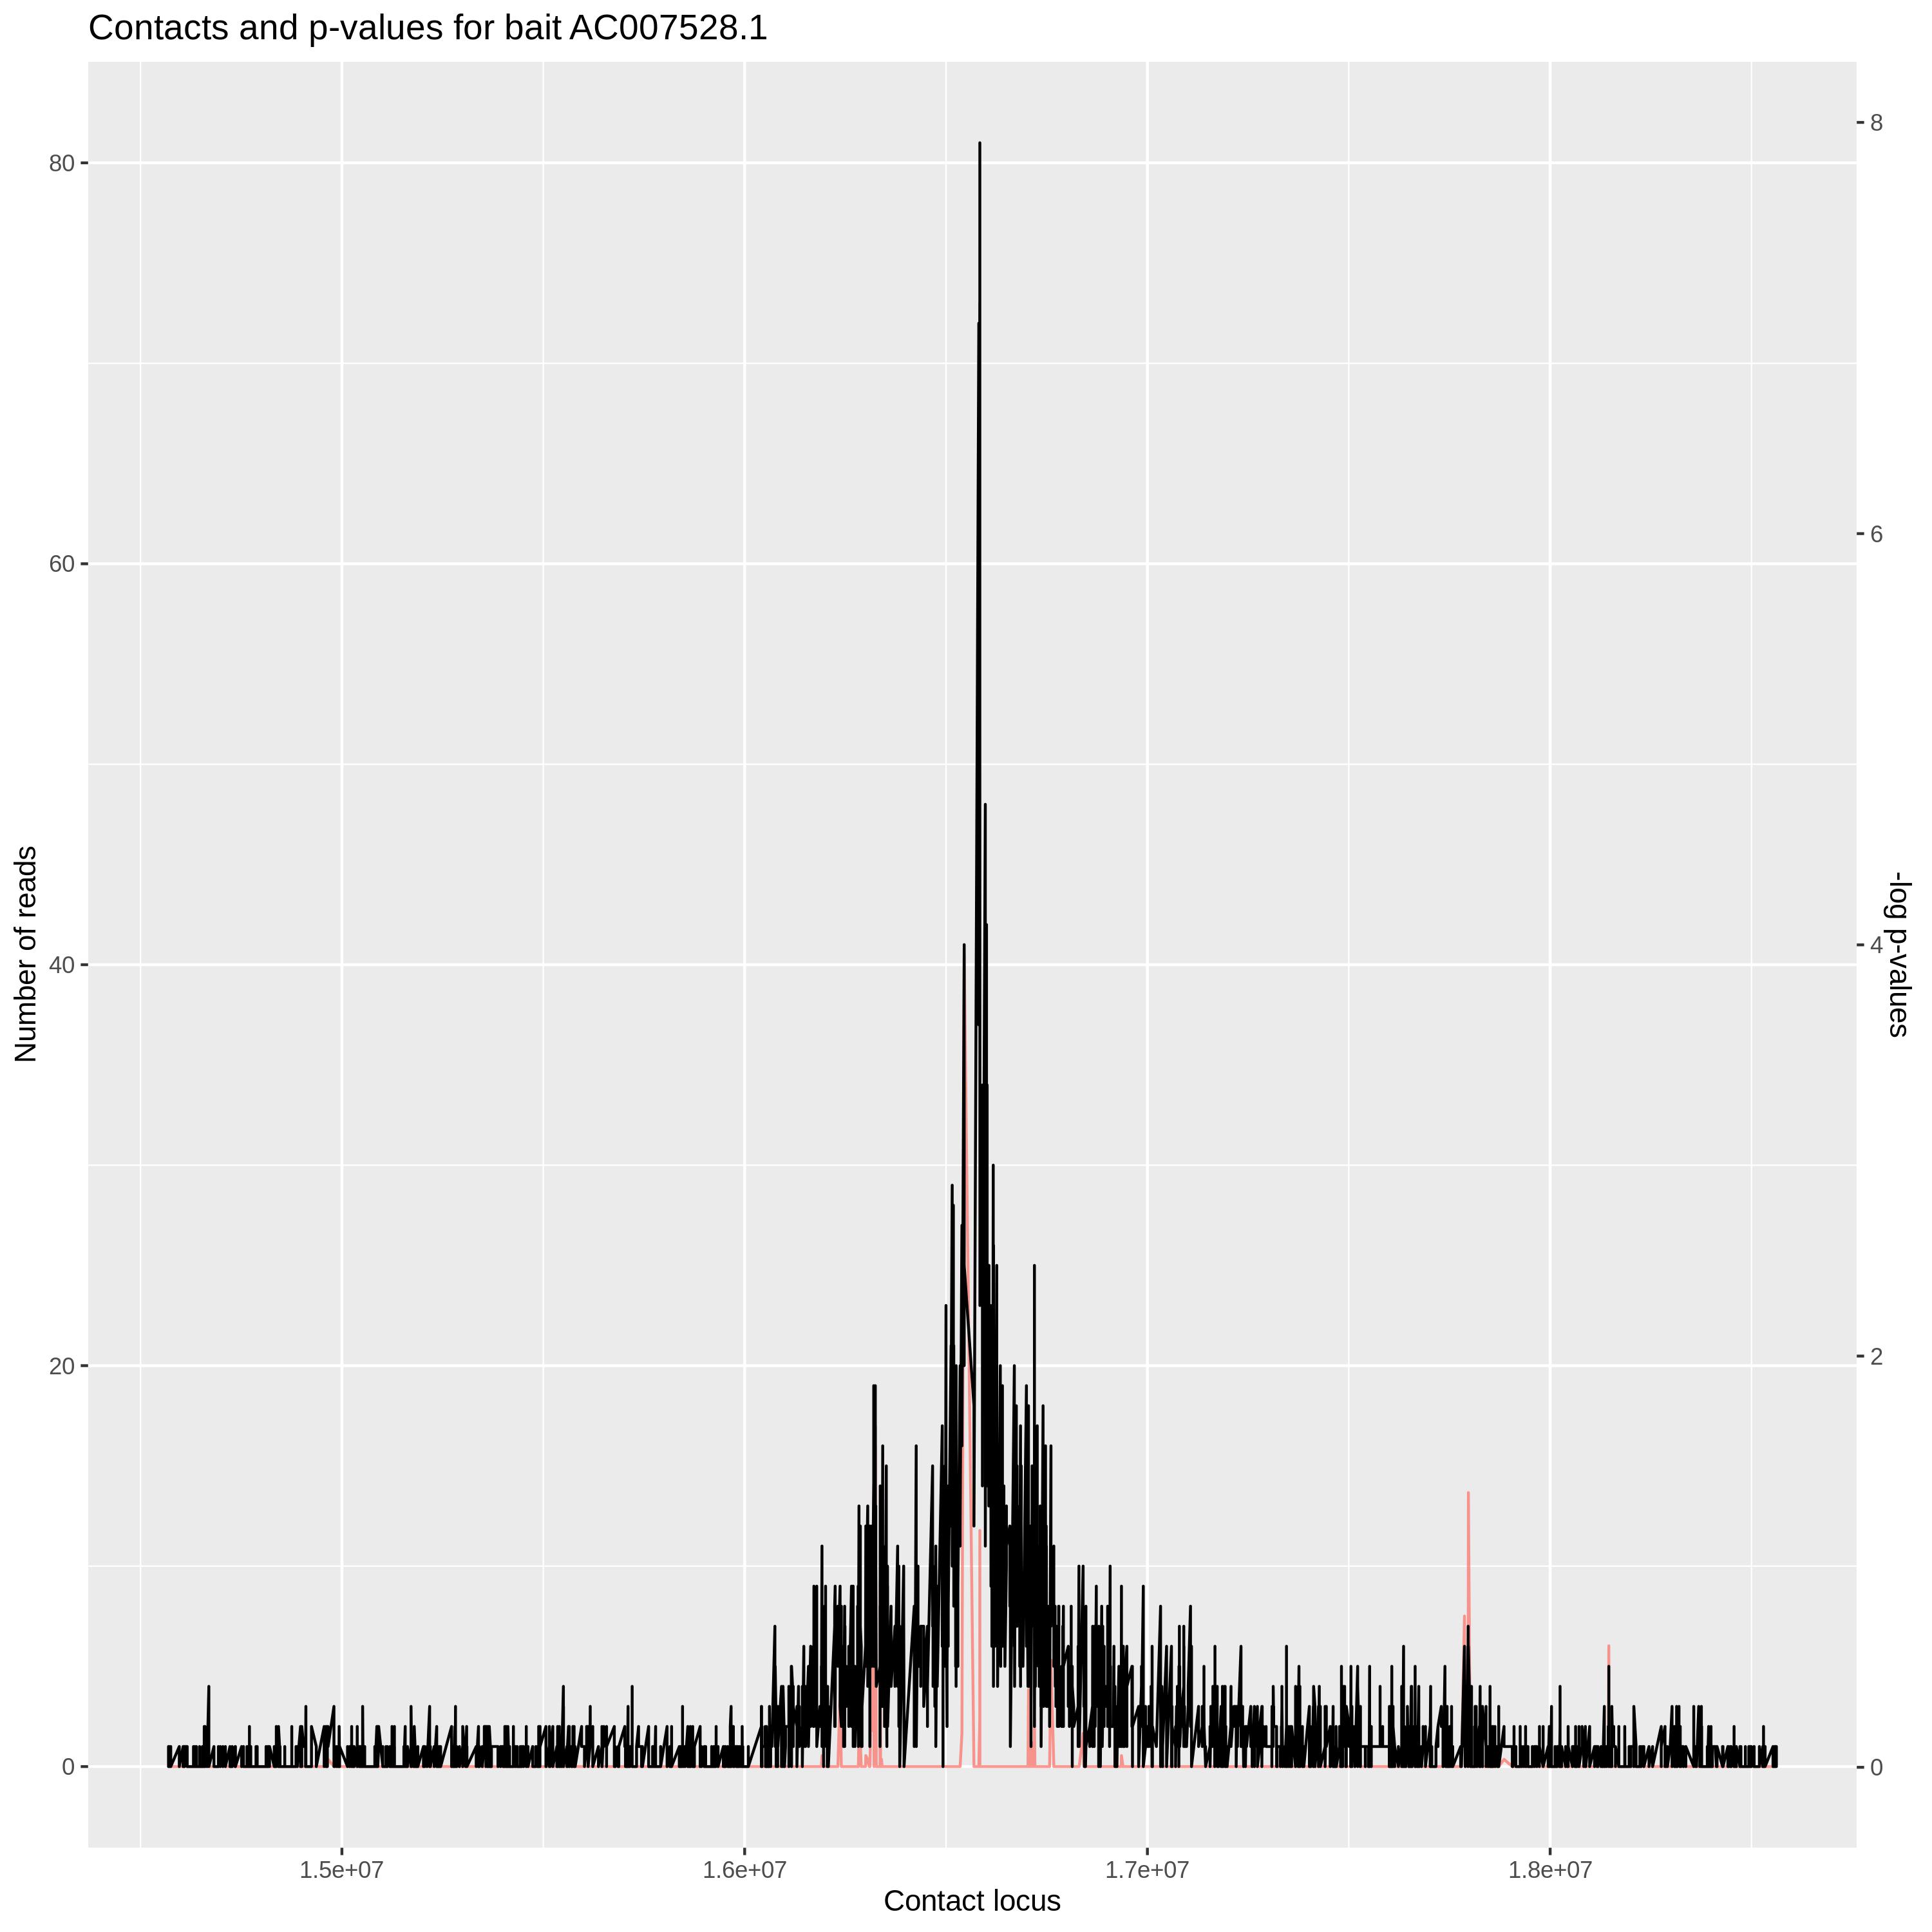 Contacts and p-values for bait AC007528.1
80
60
40
20
0
Number of reads
8
6
4
2
0
-log p-values
1.5e+07
1.6e+07
1.7e+07
1.8e+07
Contact locus